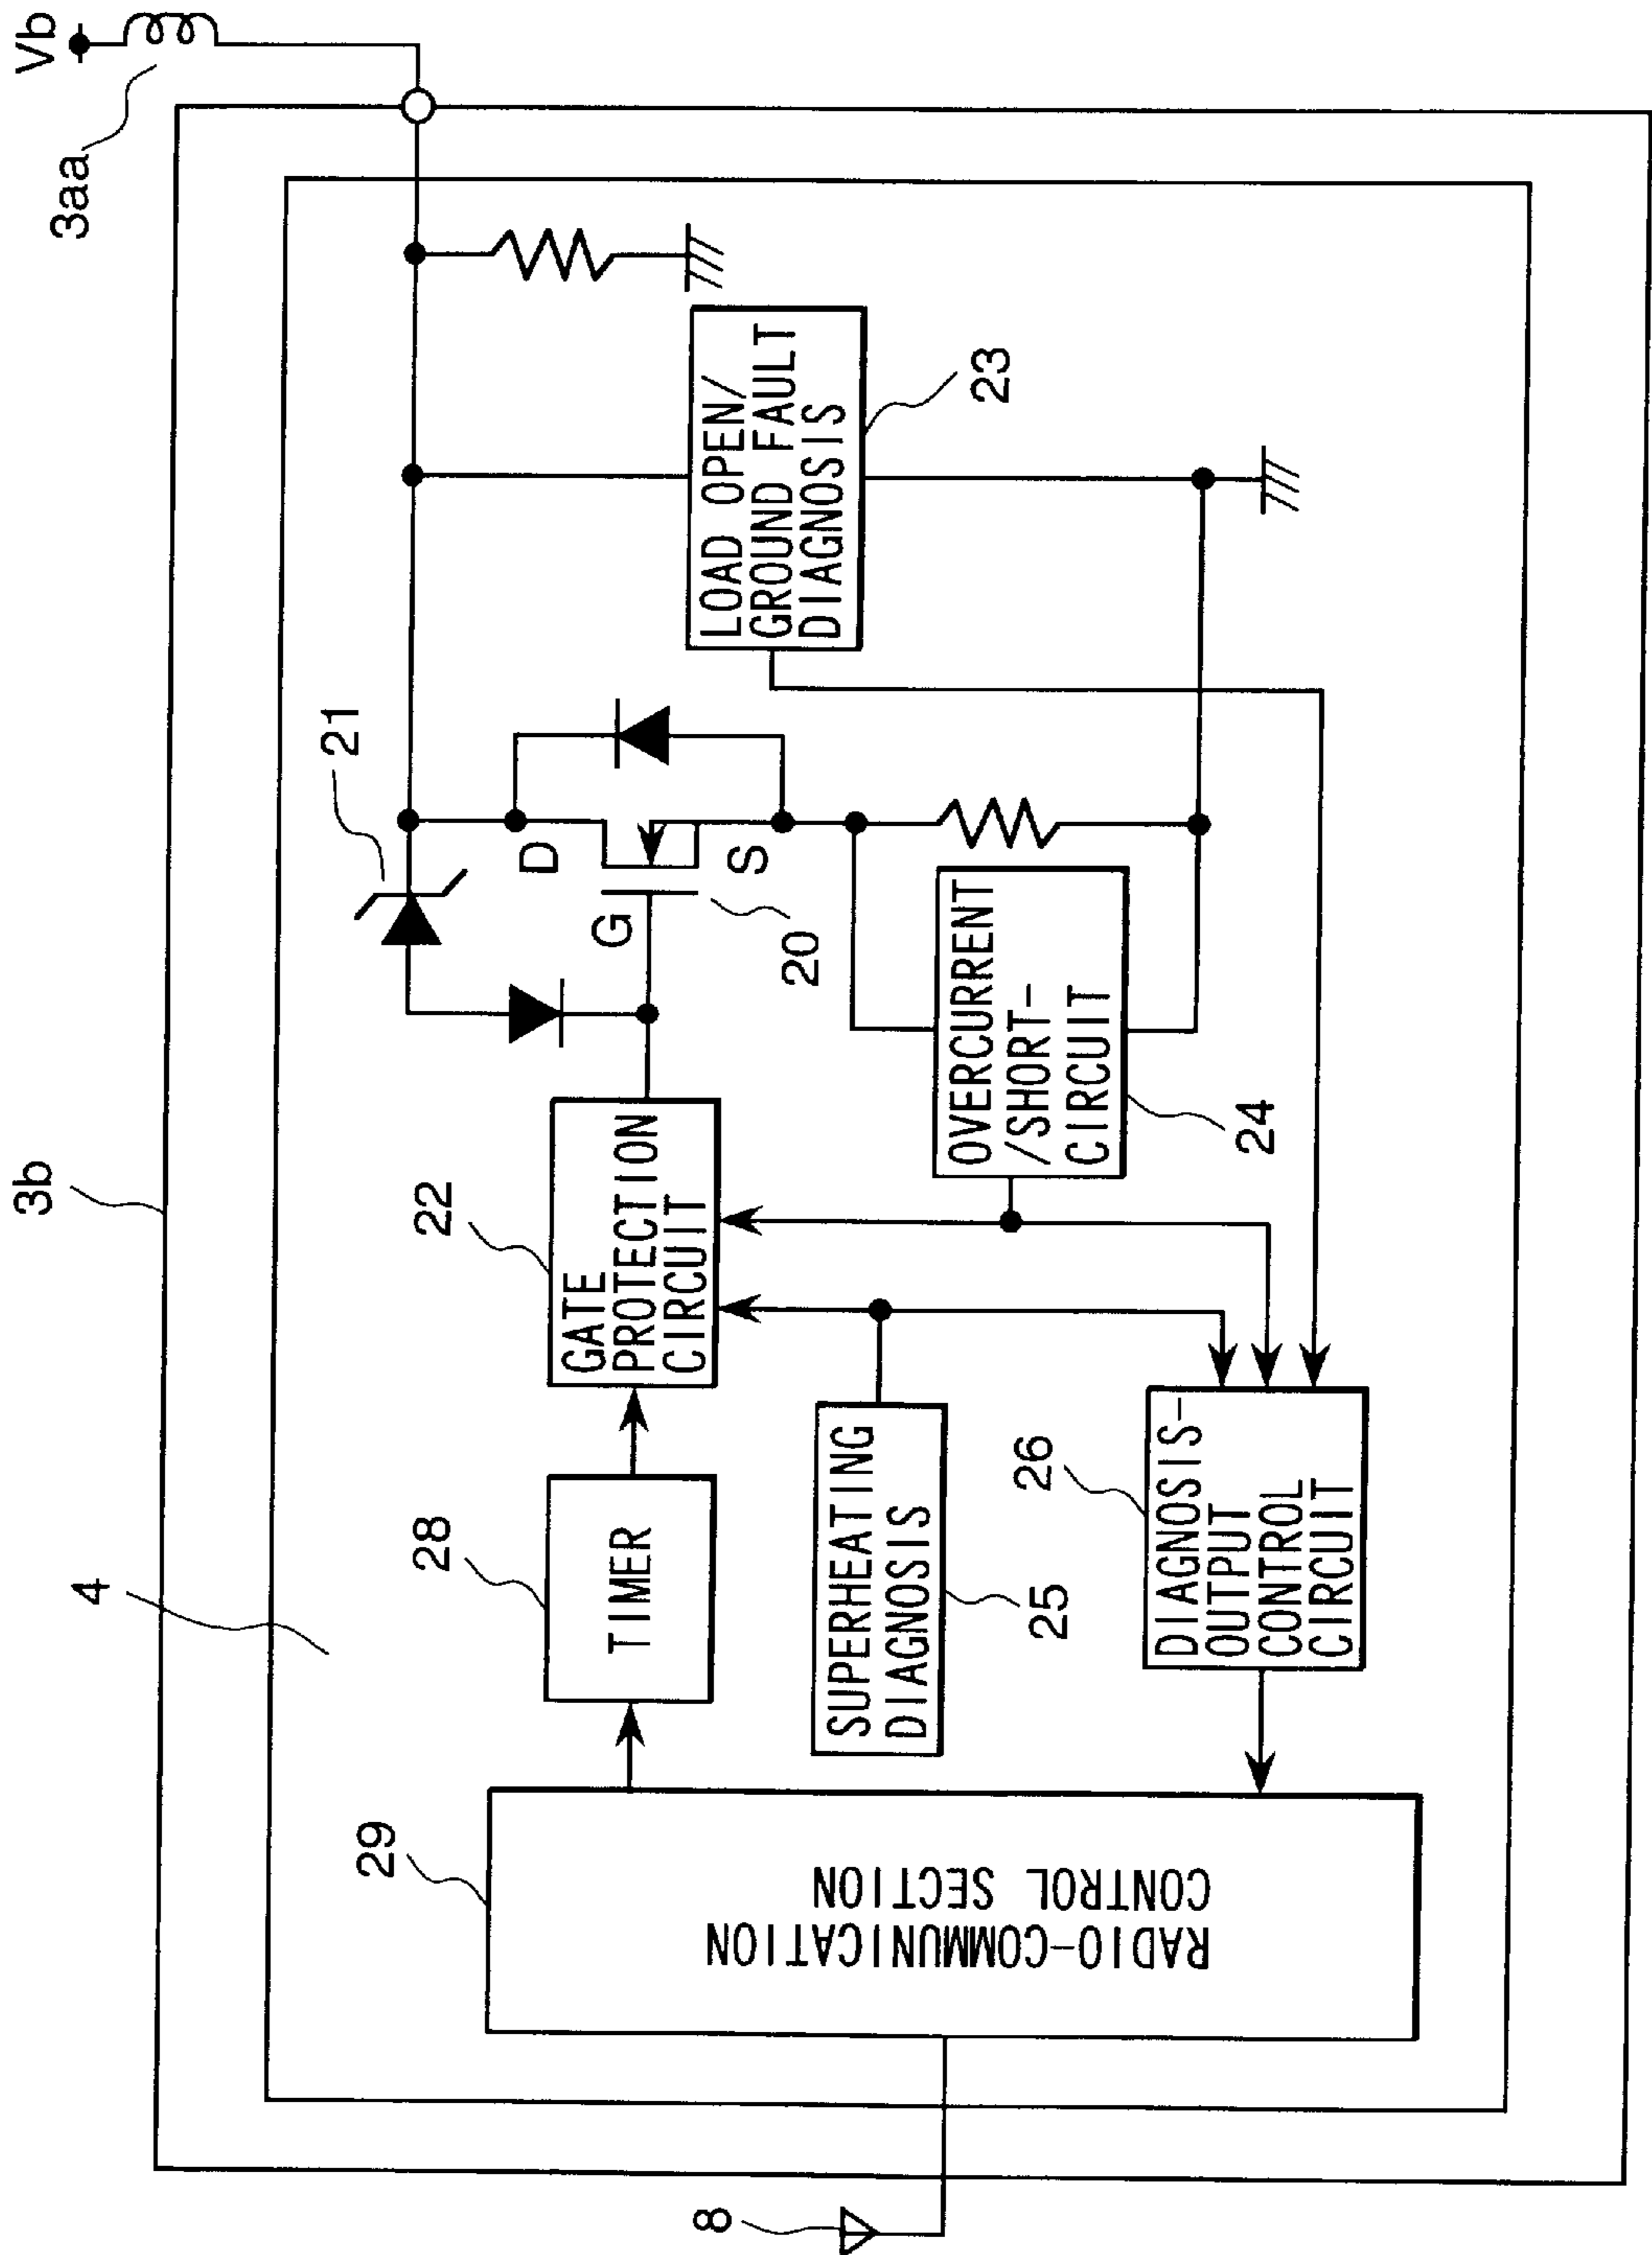 Vb
3aa
3b
4
21
D
G
S
20
LOAD OPEN/
GROUND FAULT
DIAGNOSIS
23
22
GATE
PROTECTION
CIRCUIT
OVERCURRENT
/SHORT-
CIRCUIT
24
28
TIMER
SUPERHEATING
DIAGNOSIS
25
26
DIAGNOSIS-
OUTPUT
CONTROL
CIRCUIT
29
RADIO-COMMUNICATION
CONTROL SECTION
8